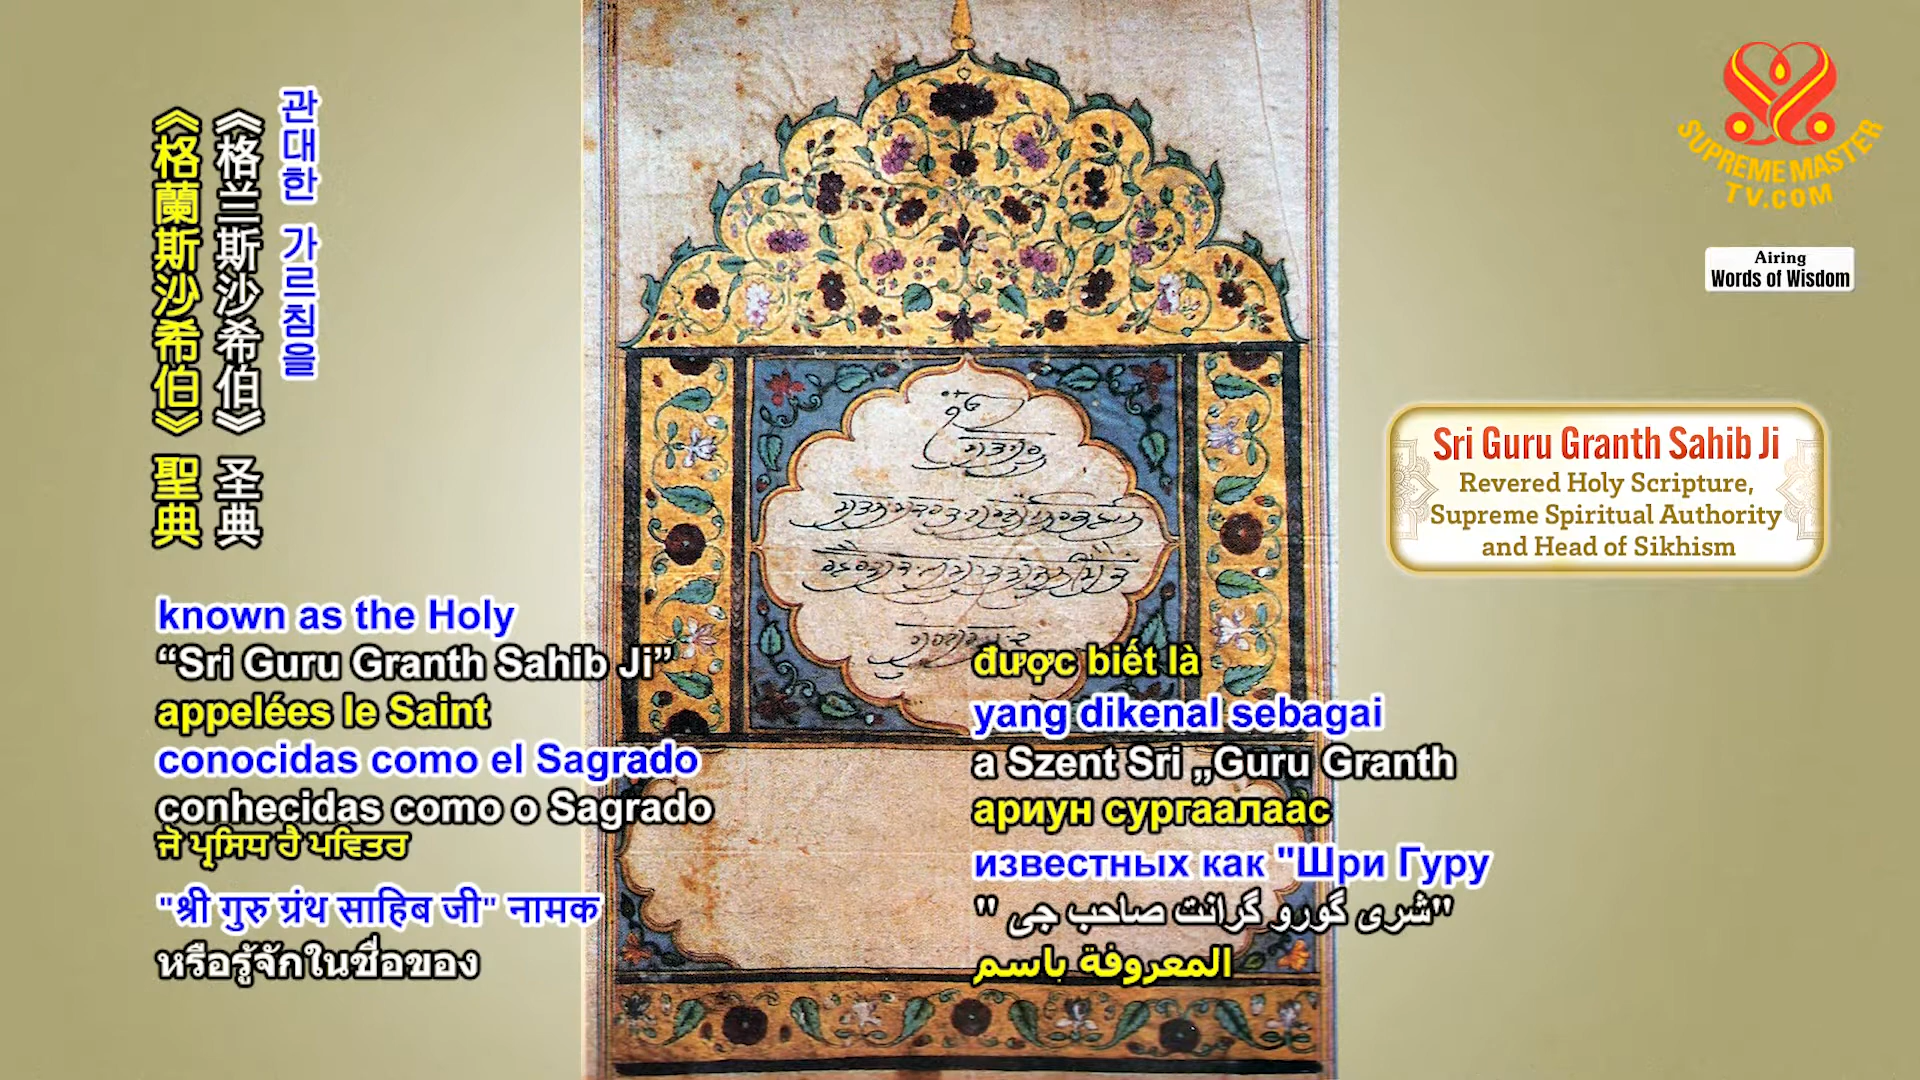 《格蘭斯沙希伯》聖典
《格兰斯沙希伯》圣典
관대한 가르침을
known as the Holy
“Sri Guru Granth Sahib Ji”
appelées le Saint
conocidas como el Sagrado
conhecidas como o Sagrado
ਜੋ ਪ੍ਰਸਿਧ ਹੈ ਪਵਿਤਰ
"श्री गुरु ग्रंथ साहिब जी" नामक
หรือรู้จักในชื่อของ
được biết là
yang dikenal sebagai
a Szent Sri „Guru Granth
ариун сургаалаас
известных как "Шри Гуру
"شری گورو گرانت صاحب جی"
المعروفة باسم
SUPREME MASTER
TV.COM
Airing
Words of Wisdom
Sri Guru Granth Sahib Ji
Revered Holy Scripture,
Supreme Spiritual Authority
and Head of Sikhism